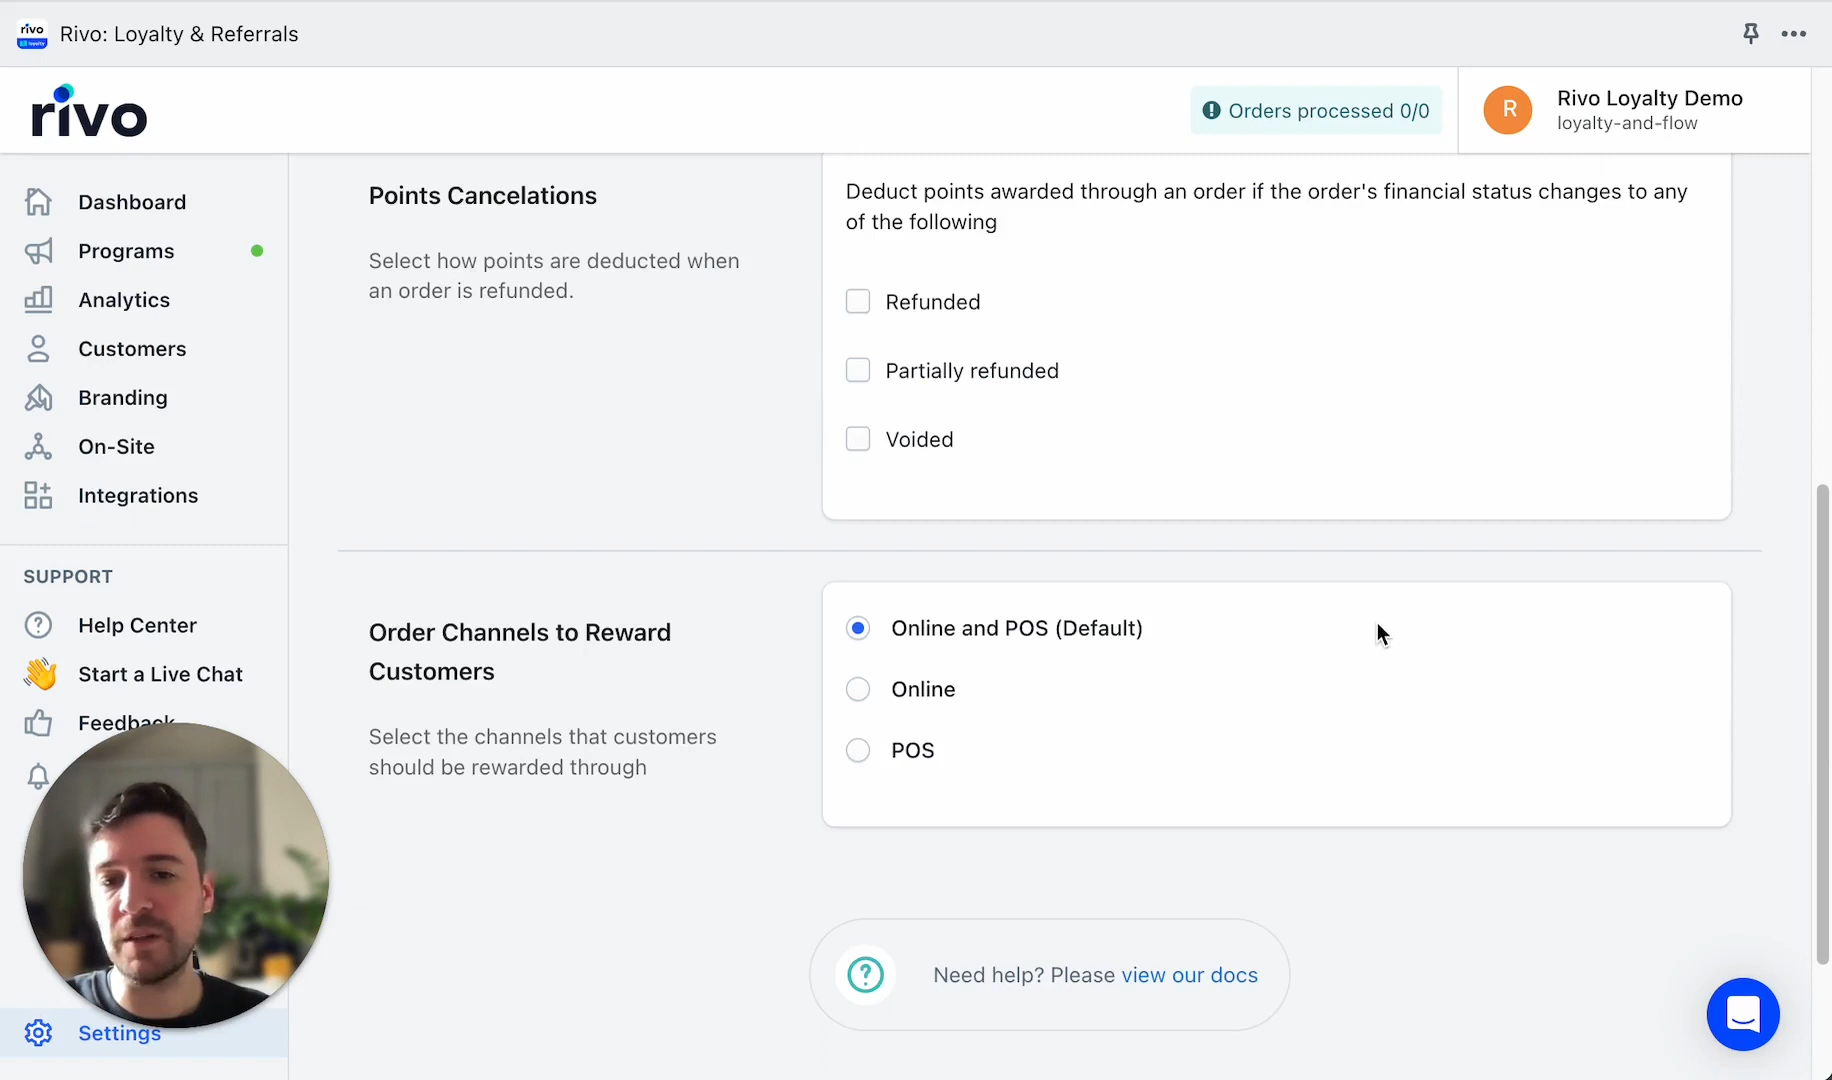 rivo
loyalty
Rivo: Loyalty & Referrals
rivo
Orders processed 0/0
R
Rivo Loyalty Demo
loyalty-and-flow
Dashboard
Programs
Analytics
Customers
Branding
On-Site
Integrations
SUPPORT
Help Center
Start a Live Chat
Feedback
Settings
Points Cancelations
Select how points are deducted when
an order is refunded.
Deduct points awarded through an order if the order's financial status changes to any
of the following
Refunded
Partially refunded
Voided
Order Channels to Reward
Customers
Select the channels that customers
should be rewarded through
Online and POS (Default)
Online
POS
Need help? Please view our docs